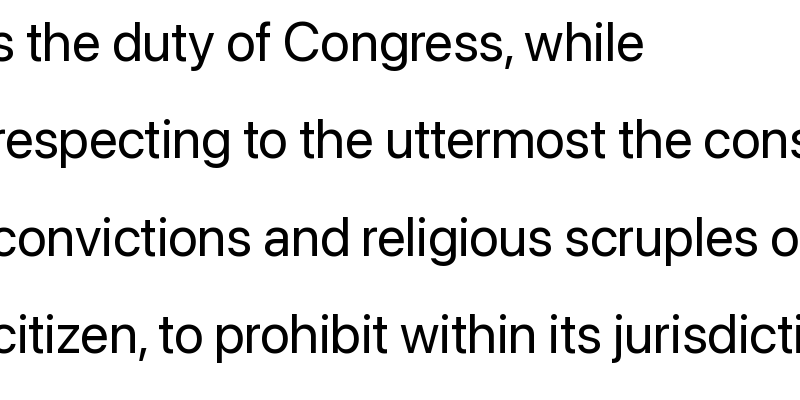 s the duty of Congress, while
respecting to the uttermost the cons
convictions and religious scruples o
citizen, to prohibit within its jurisdicti